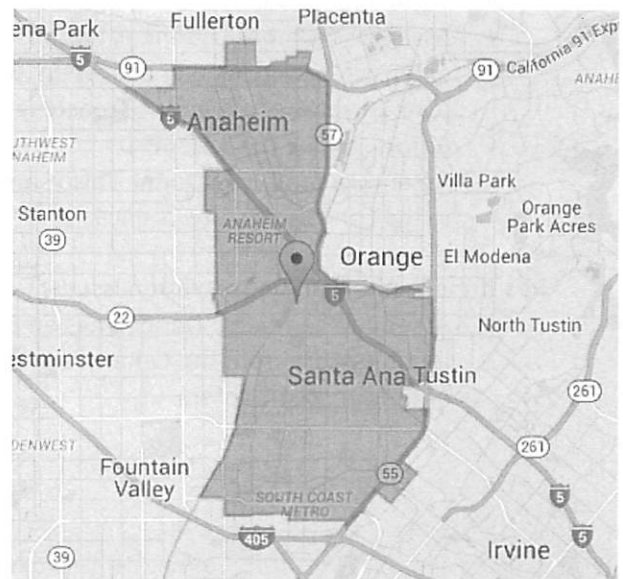 Fullerton
Placentia
ena Park
5
91
91
California 91 Exp
ANAHE
5
Anaheim
57
UTHWEST
NAHEIM
Villa Park
Stanton
39
ANAHEIM
RESORT
Orange
Park Acres
Orange
El Modena
5
22
North Tustin
estminster
Santa Ana
Tustin
261
DENWEST
261
Fountain
Valley
55
SOUTH COAST
METRO
5
405
5
39
Irvine